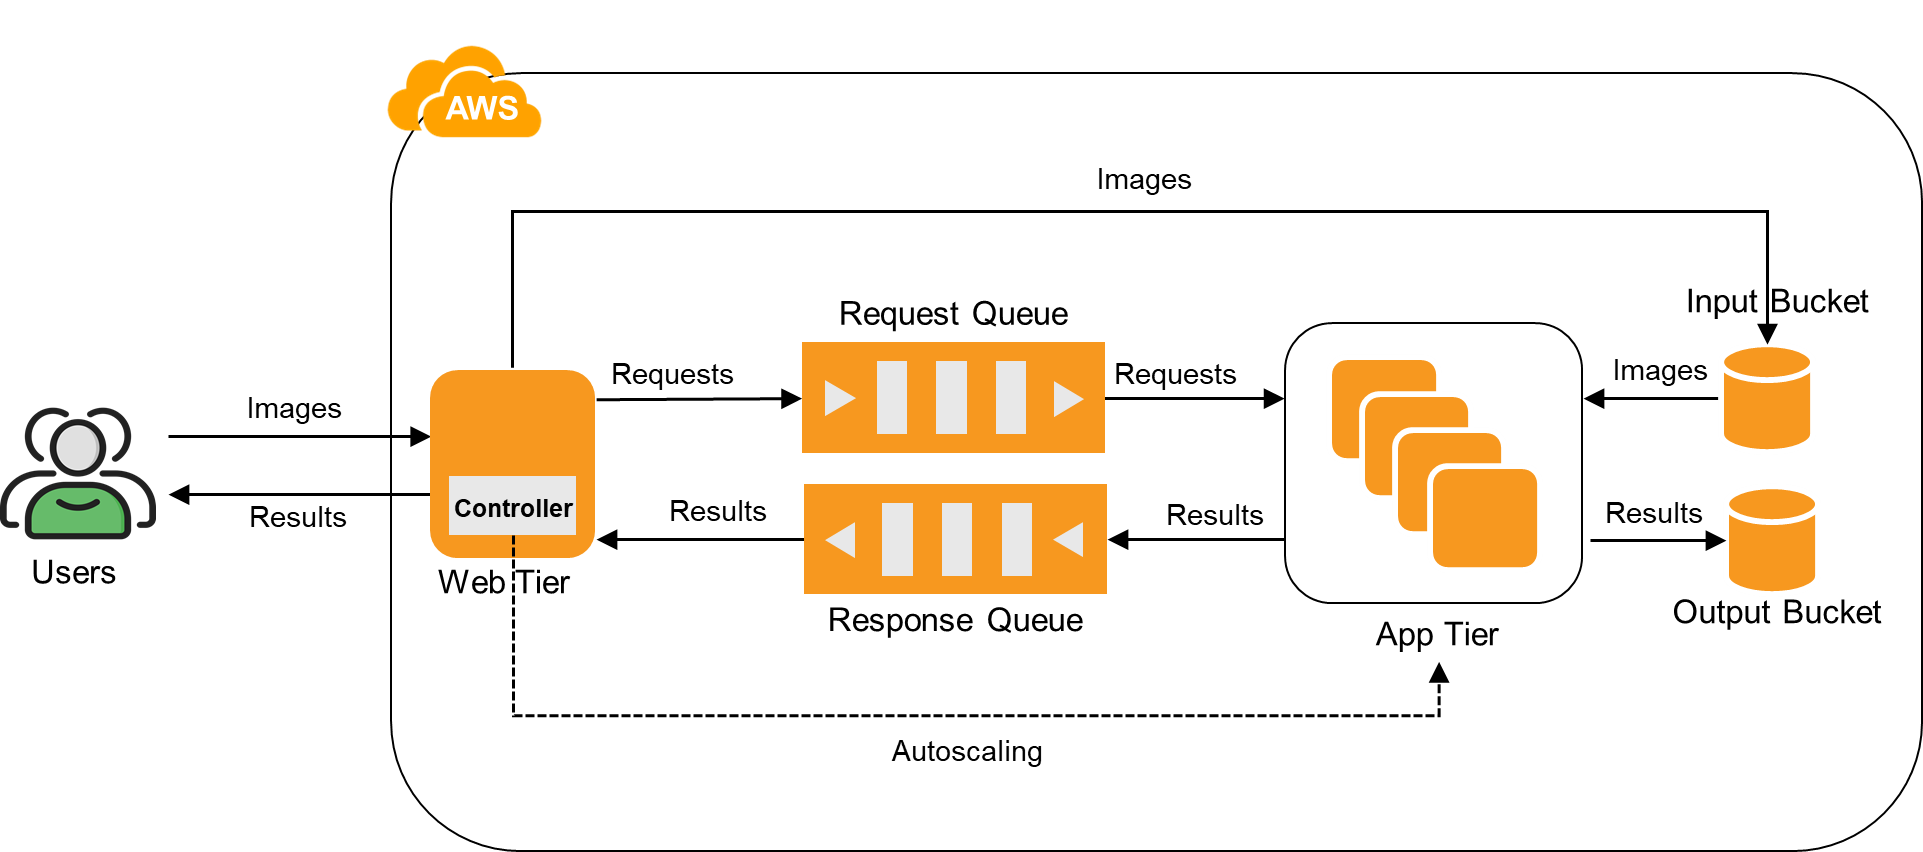 AWS
Images
Input Bucket
Request Queue
Requests
Requests
Images
Images
Results
Controller
Results
Results
Results
Users
Web Tier
Response Queue
App Tier
Output Bucket
Autoscaling